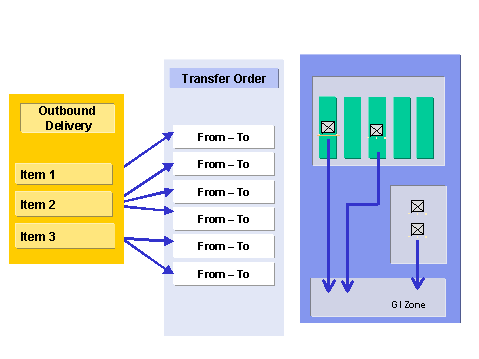 Outbound
Delivery
Item 1
Item 2
Item 3
Transfer Order
From – To
From – To
From – To
From – To
From – To
From – To
GI Zone